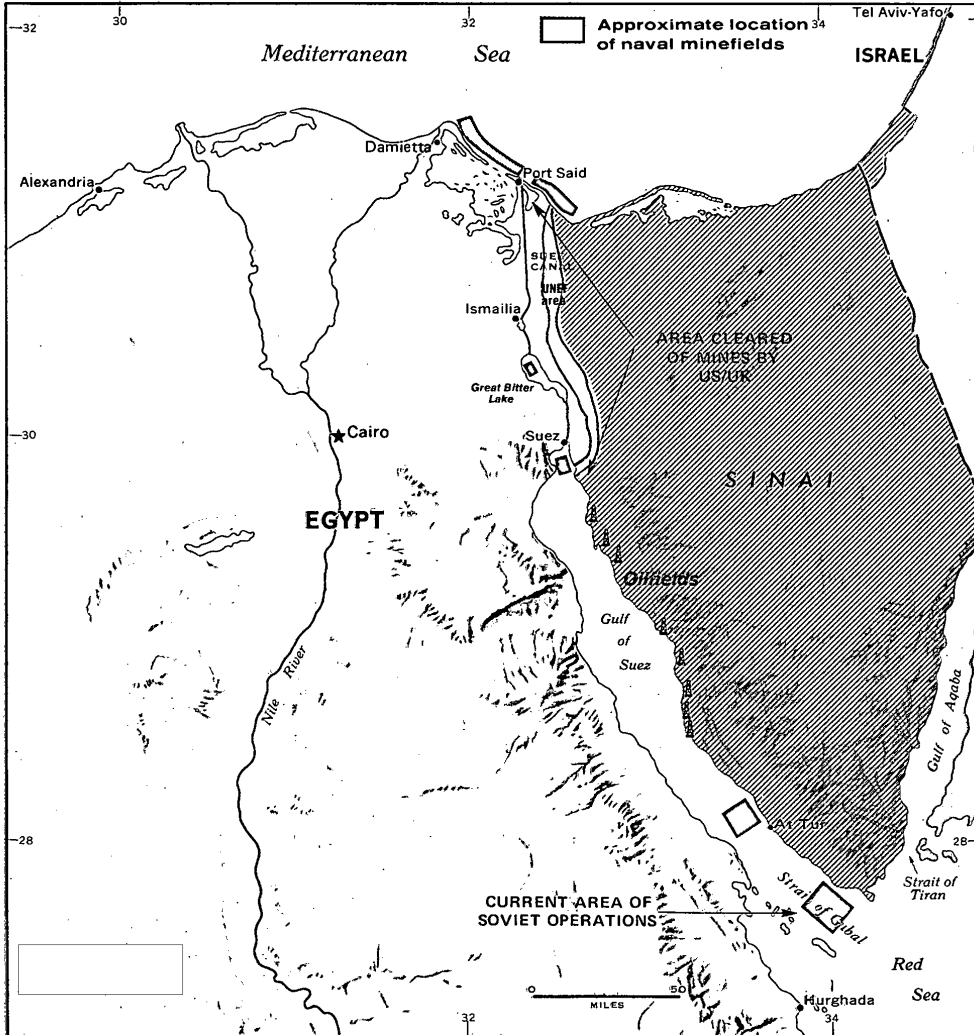 30
32
34
Tel Aviv-Yafo
32
Approximate location
of naval minefields
Mediterranean Sea
ISRAEL
Damietta
Port Said
Alexandria
SUEZ
CANAL
UNEF
area
Ismailia
AREA CLEARED
OF MINES BY
US/UK
Great Bitter
Lake
30
Cairo
Suez
SINAI
EGYPT
Oilfields
Gulf
of
Suez
Nile River
Gulf of Aqaba
At Tur
28
28
Strait of
Tiran
Strait of Gubal
CURRENT AREA OF
SOVIET OPERATIONS
Red
Sea
0 50
MILES
Hurghada
32
34